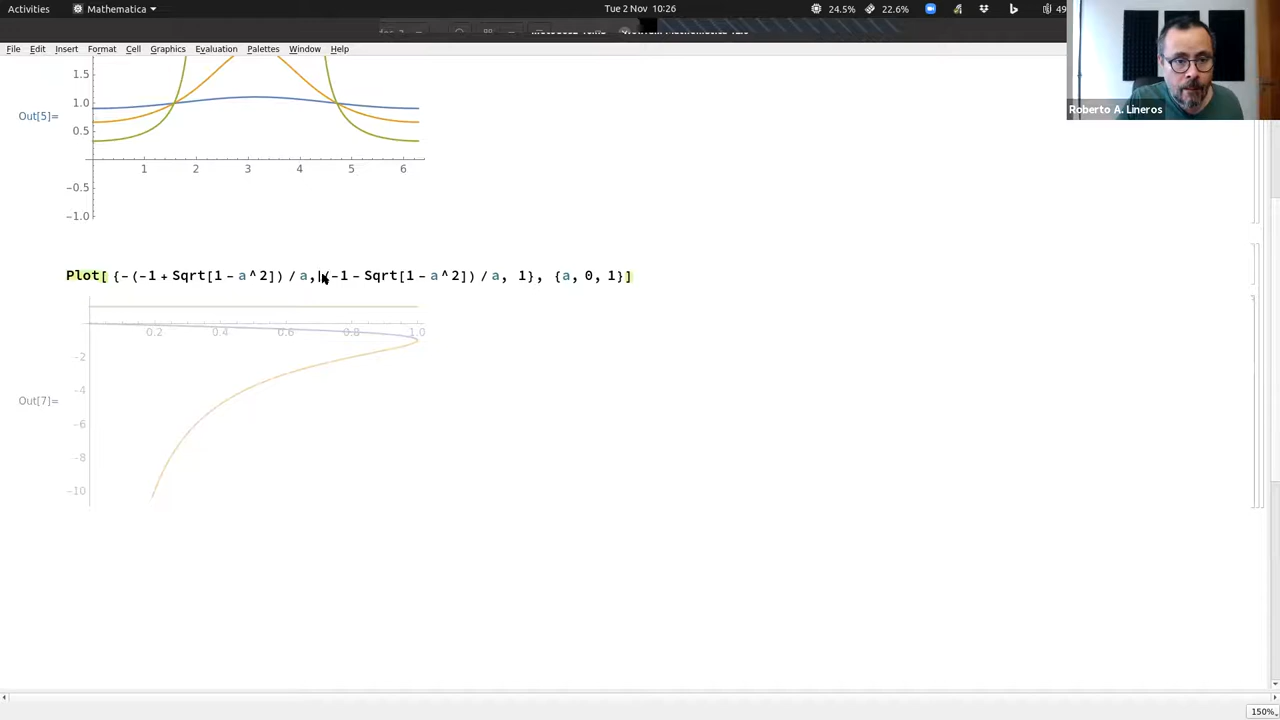 Activities Mathematica Tue 2 Nov 10:26 24.5% 22.6%
File Edit Insert Format Cell Graphics Evaluation Palettes Window Help
Roberto A. Lineros
1.5
Out[5]= 1.0
0.5
1 2 3 4 5 6
-0.5
-1.0
Plot[ {-(-1 + Sqrt[1 - a^2]) / a, (-1 - Sqrt[1 - a^2]) / a, 1}, {a, 0, 1}]
0.2 0.4 0.6 0.8 1.0
-2
-4
Out[7]=
-6
-8
-10
150%